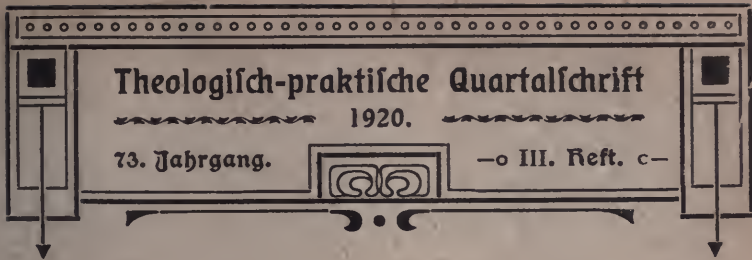 Theologiſch-praktiſche Quartalſchrift
1920.
73. Jahrgang. —o III. Heft. c—